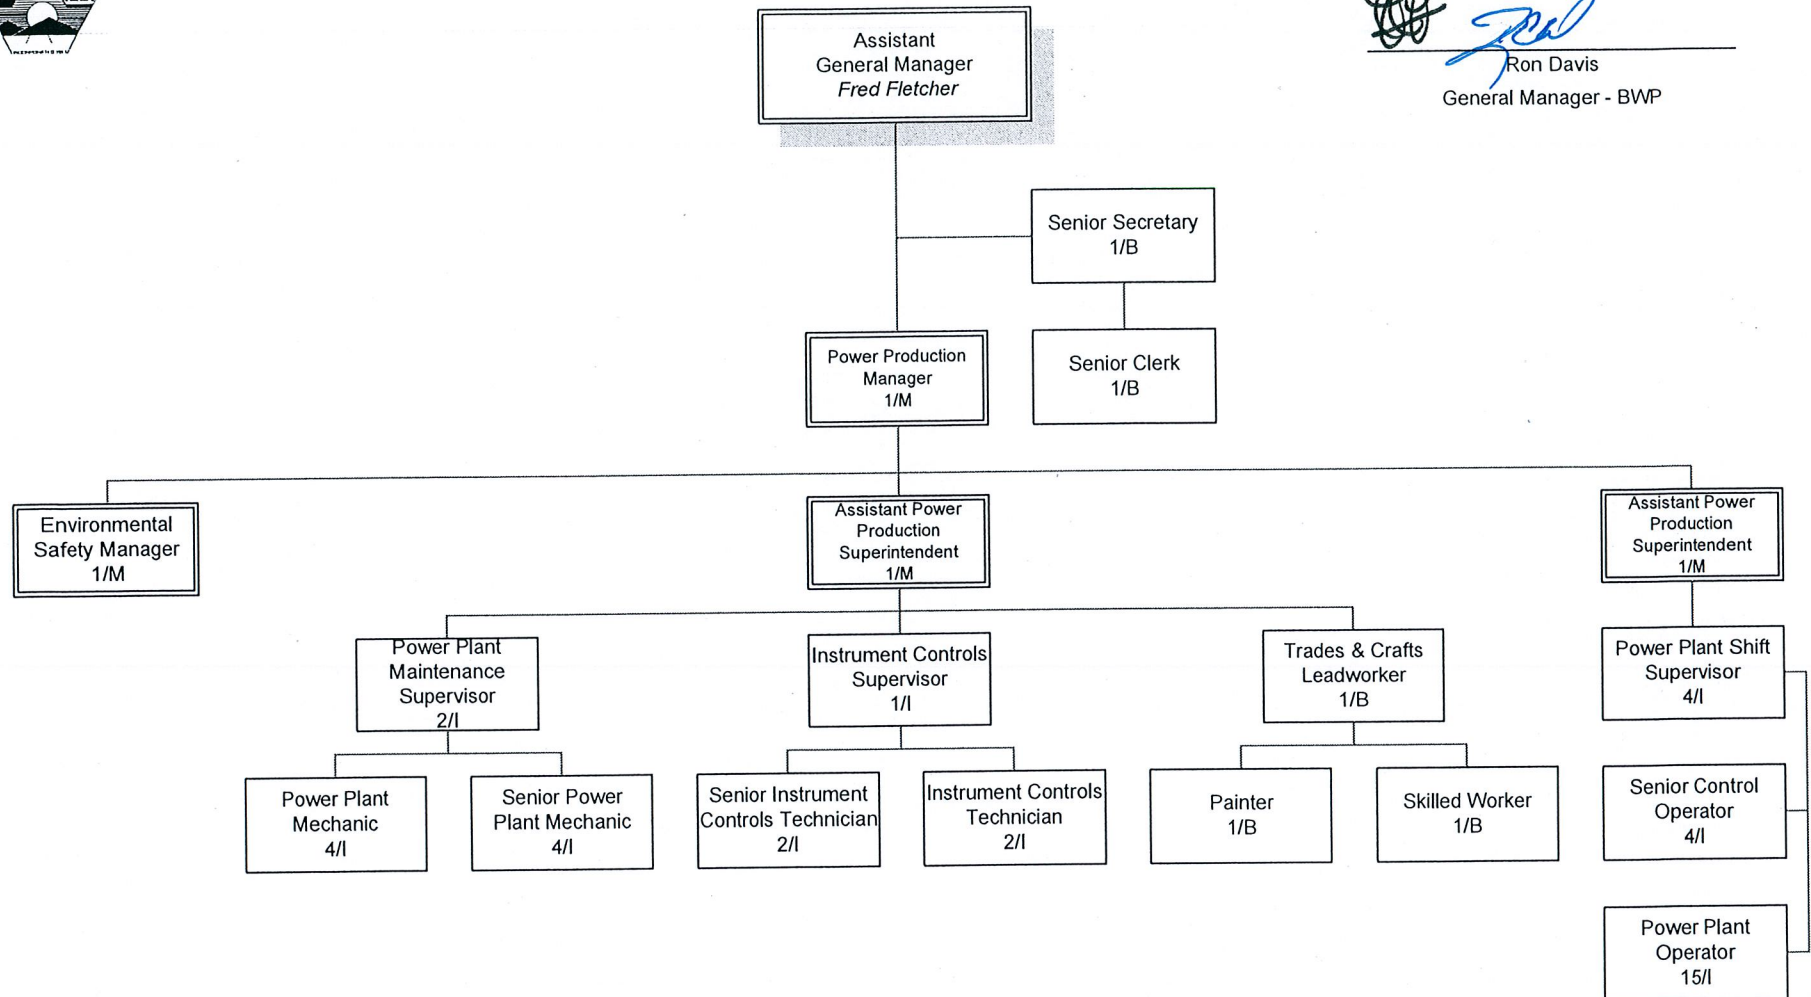 Assistant
General Manager
Fred Fletcher
Ron Davis
General Manager - BWP
Senior Secretary
1/B
Power Production
Manager
1/M
Senior Clerk
1/B
Environmental
Safety Manager
1/M
Assistant Power
Production
Superintendent
1/M
Assistant Power
Production
Superintendent
1/M
Power Plant
Maintenance
Supervisor
2/I
Instrument Controls
Supervisor
1/I
Trades & Crafts
Leadworker
1/B
Power Plant Shift
Supervisor
4/I
Power Plant
Mechanic
4/I
Senior Power
Plant Mechanic
4/I
Senior Instrument
Controls Technician
2/I
Instrument Controls
Technician
2/I
Painter
1/B
Skilled Worker
1/B
Senior Control
Operator
4/I
Power Plant
Operator
15/I